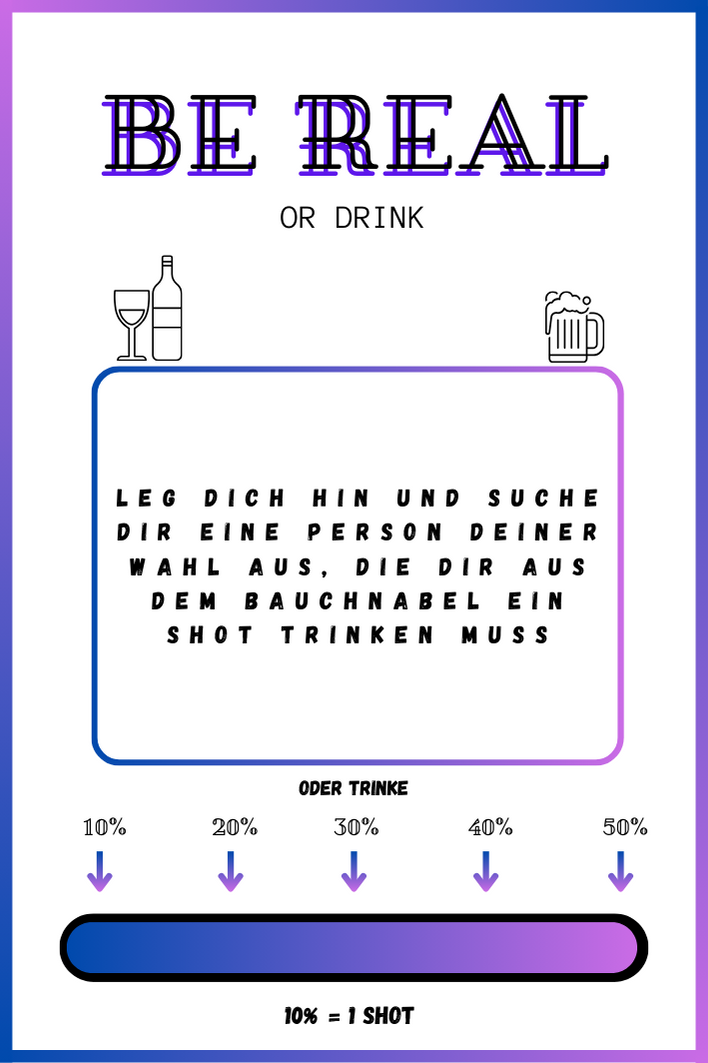 BE REAL
OR DRINK
LEG DICH HIN UND SUCHE
DIR EINE PERSON DEINER
WAHL AUS, DIE DIR AUS
DEM BAUCHNABEL EIN
SHOT TRINKEN MUSS
ODER TRINKE
10% 20% 30% 40% 50%
10% = 1 SHOT